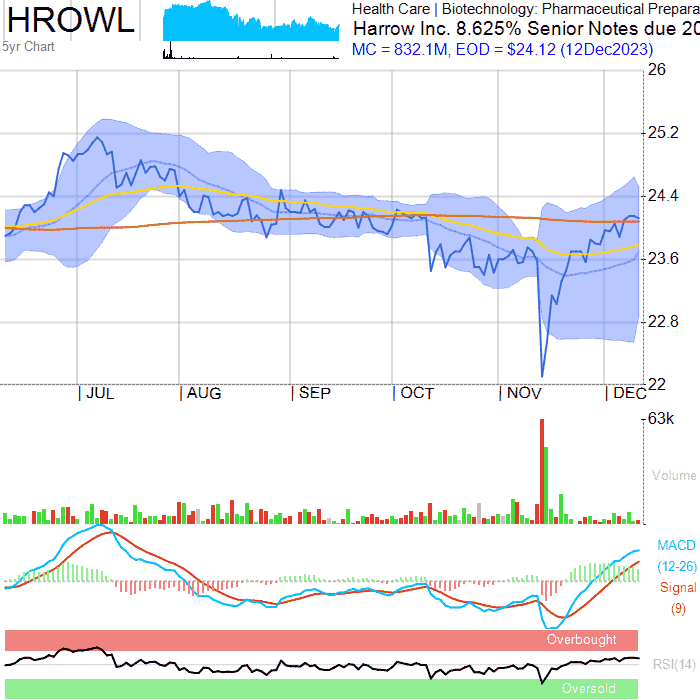 HROWL
5yr Chart
Health Care | Biotechnology: Pharmaceutical Prepara
Harrow Inc. 8.625% Senior Notes due 20
MC = 832.1M, EOD = $24.12 (12Dec2023)
26
25.2
24.4
23.6
22.8
22
| JUL | AUG | SEP | OCT | NOV | DEC
63k
Volume
MACD
(12-26)
Signal
(9)
Overbought
RSI(14)
Oversold